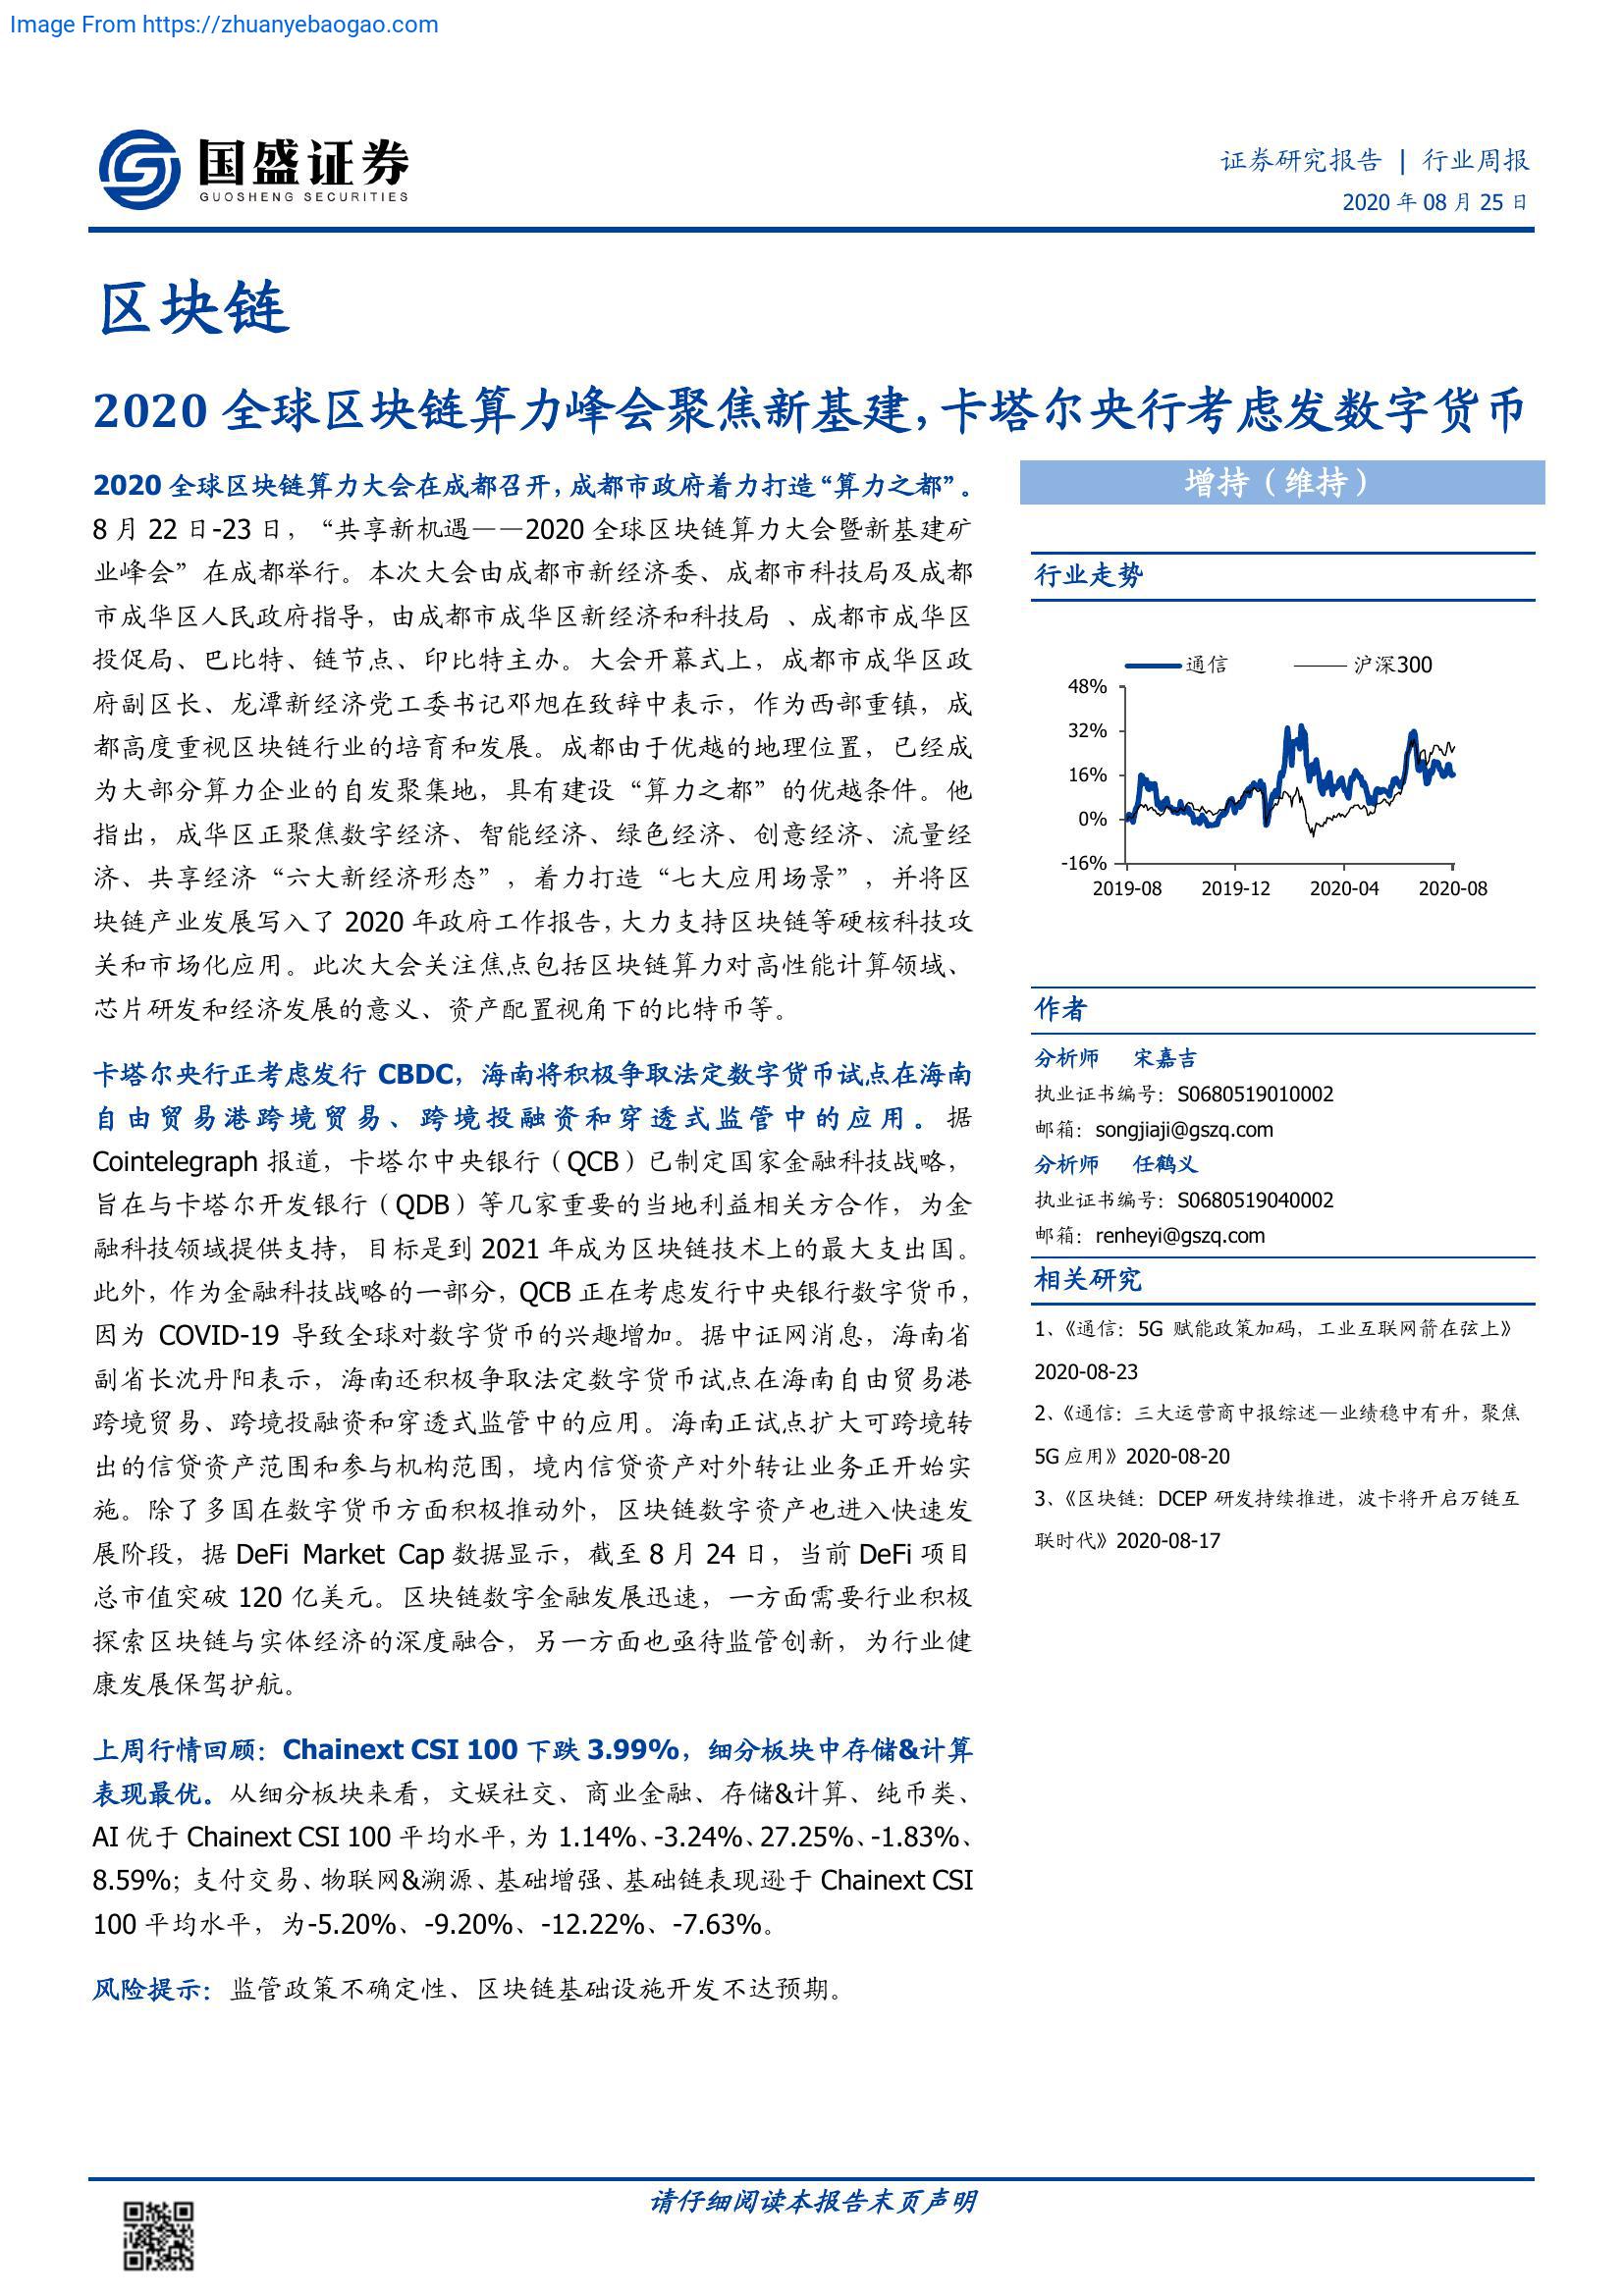 Image From https://zhuanyebaogao.com
国盛证券
GUOSHENG SECURITIES
证券研究报告 | 行业周报
2020 年 08 月 25 日
区块链
2020 全球区块链算力峰会聚焦新基建，卡塔尔央行考虑发数字货币
2020 全球区块链算力大会在成都召开，成都市政府着力打造“算力之都”。
8 月 22 日-23 日，“共享新机遇——2020 全球区块链算力大会暨新基建矿
业峰会”在成都举行。本次大会由成都市新经济委、成都市科技局及成都
市成华区人民政府指导，由成都市成华区新经济和科技局 、成都市成华区
投促局、巴比特、链节点、印比特主办。大会开幕式上，成都市成华区政
府副区长、龙潭新经济党工委书记邓旭在致辞中表示，作为西部重镇，成
都高度重视区块链行业的培育和发展。成都由于优越的地理位置，已经成
为大部分算力企业的自发聚集地，具有建设“算力之都”的优越条件。他
指出，成华区正聚焦数字经济、智能经济、绿色经济、创意经济、流量经
济、共享经济“六大新经济形态”，着力打造“七大应用场景”，并将区
块链产业发展写入了 2020 年政府工作报告，大力支持区块链等硬核科技攻
关和市场化应用。此次大会关注焦点包括区块链算力对高性能计算领域、
芯片研发和经济发展的意义、资产配置视角下的比特币等。
卡塔尔央行正考虑发行 CBDC，海南将积极争取法定数字货币试点在海南
自由贸易港跨境贸易、跨境投融资和穿透式监管中的应用。据
Cointelegraph 报道，卡塔尔中央银行（QCB）已制定国家金融科技战略，
旨在与卡塔尔开发银行（QDB）等几家重要的当地利益相关方合作，为金
融科技领域提供支持，目标是到 2021 年成为区块链技术上的最大支出国。
此外，作为金融科技战略的一部分，QCB 正在考虑发行中央银行数字货币，
因为 COVID-19 导致全球对数字货币的兴趣增加。据中证网消息，海南省
副省长沈丹阳表示，海南还积极争取法定数字货币试点在海南自由贸易港
跨境贸易、跨境投融资和穿透式监管中的应用。海南正试点扩大可跨境转
出的信贷资产范围和参与机构范围，境内信贷资产对外转让业务正开始实
施。除了多国在数字货币方面积极推动外，区块链数字资产也进入快速发
展阶段，据 DeFi Market Cap 数据显示，截至 8 月 24 日，当前 DeFi 项目
总市值突破 120 亿美元。区块链数字金融发展迅速，一方面需要行业积极
探索区块链与实体经济的深度融合，另一方面也亟待监管创新，为行业健
康发展保驾护航。
上周行情回顾：Chainext CSI 100 下跌 3.99%，细分板块中存储&计算
表现最优。从细分板块来看，文娱社交、商业金融、存储&计算、纯币类、
AI 优于 Chainext CSI 100 平均水平，为 1.14%、-3.24%、27.25%、-1.83%、
8.59%；支付交易、物联网&溯源、基础增强、基础链表现逊于 Chainext CSI
100 平均水平，为-5.20%、-9.20%、-12.22%、-7.63%。
风险提示：监管政策不确定性、区块链基础设施开发不达预期。
增持（维持）
行业走势
通信 沪深300
48%
32%
16%
0%
-16%
2019-08 2019-12 2020-04 2020-08
作者
分析师 宋嘉吉
执业证书编号：S0680519010002
邮箱：songjiaji@gszq.com
分析师 任鹤义
执业证书编号：S0680519040002
邮箱：renheyi@gszq.com
相关研究
1、《通信：5G 赋能政策加码，工业互联网箭在弦上》
2020-08-23
2、《通信：三大运营商中报综述—业绩稳中有升，聚焦
5G 应用》2020-08-20
3、《区块链：DCEP 研发持续推进，波卡将开启万链互
联时代》2020-08-17
请仔细阅读本报告末页声明